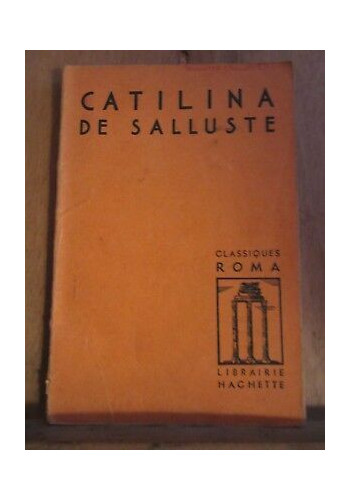 CATILINA
DE SALLUSTE
CLASSIQUES
ROMA
LIBRAIRIE
HACHETTE